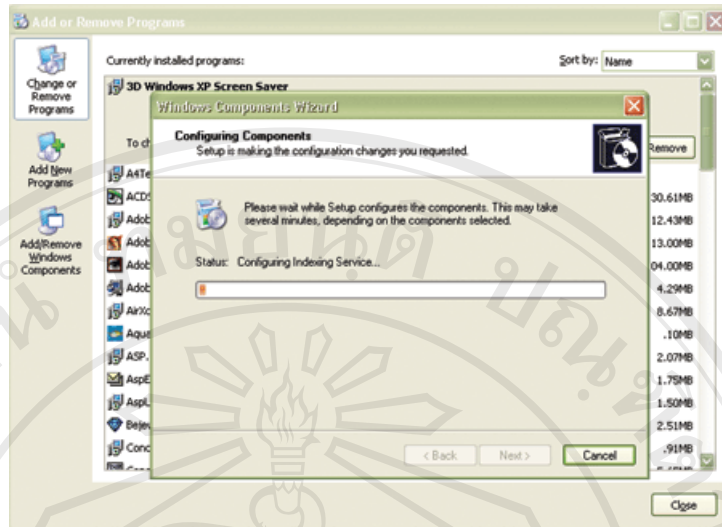 Add or Remove Programs
Change or
Remove
Programs
Add New
Programs
Add/Remove
Windows
Components
Currently installed programs:
Sort by: Name
3D Windows XP Screen Saver
Remove
30.61MB
12.43MB
13.00MB
04.00MB
4.29MB
8.67MB
.10MB
2.07MB
1.75MB
1.50MB
2.51MB
.91MB
Windows Components Wizard
Configuring Components
Setup is making the configuration changes you requested.
Please wait while Setup configures the components. This may take
several minutes, depending on the components selected.
Status: Configuring Indexing Service...
< Back
Next >
Cancel
Close